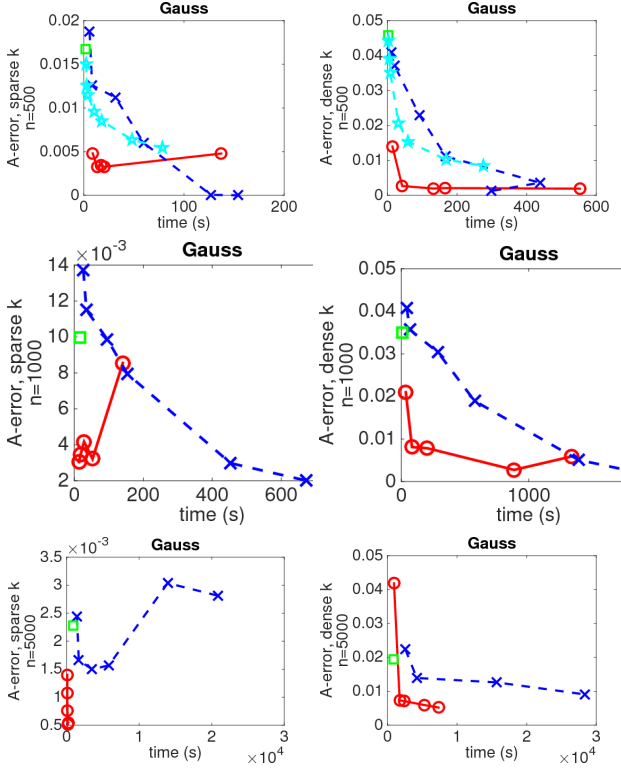 Gauss
A-error, sparse k
n=500
0.02
0.015
0.01
0.005
0
0
100
200
time (s)
Gauss
A-error, dense k
n=500
0.05
0.04
0.03
0.02
0.01
0
0
200
400
600
time (s)
Gauss
×10⁻³
A-error, sparse k
n=1000
14
12
10
8
6
4
2
0
200
400
600
time (s)
Gauss
A-error, dense k
n=1000
0.05
0.04
0.03
0.02
0.01
0
0
1000
time (s)
Gauss
×10⁻³
A-error, sparse k
n=5000
3.5
3
2.5
2
1.5
1
0.5
0
1
2
3
time (s)
×10⁴
Gauss
A-error, dense k
n=5000
0.05
0.04
0.03
0.02
0.01
0
0
1
2
3
time (s)
×10⁴